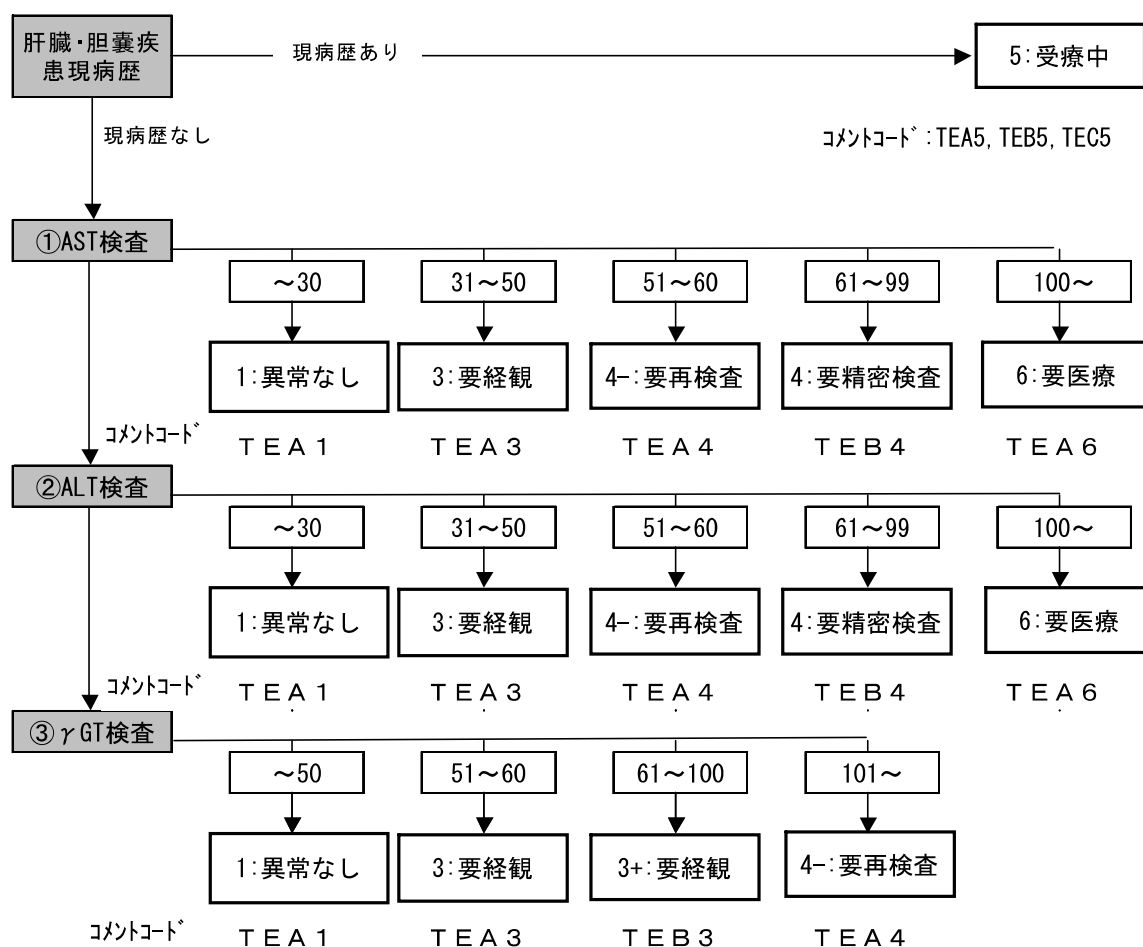 肝臓・胆嚢疾
患現病歴
現病歴あり
5:受療中
現病歴なし
コメントコード:TEA5, TEB5, TEC5
①AST検査
～30 31～50 51～60 61～99 100～
1:異常なし 3:要経観 4-:要再検査 4:要精密検査 6:要医療
コメントコード TEA1 TEA3 TEA4 TEB4 TEA6
②ALT検査
～30 31～50 51～60 61～99 100～
1:異常なし 3:要経観 4-:要再検査 4:要精密検査 6:要医療
コメントコード TEA1 TEA3 TEA4 TEB4 TEA6
③γGT検査
～50 51～60 61～100 101～
1:異常なし 3:要経観 3+:要経観 4-:要再検査
コメントコード TEA1 TEA3 TEB3 TEA4